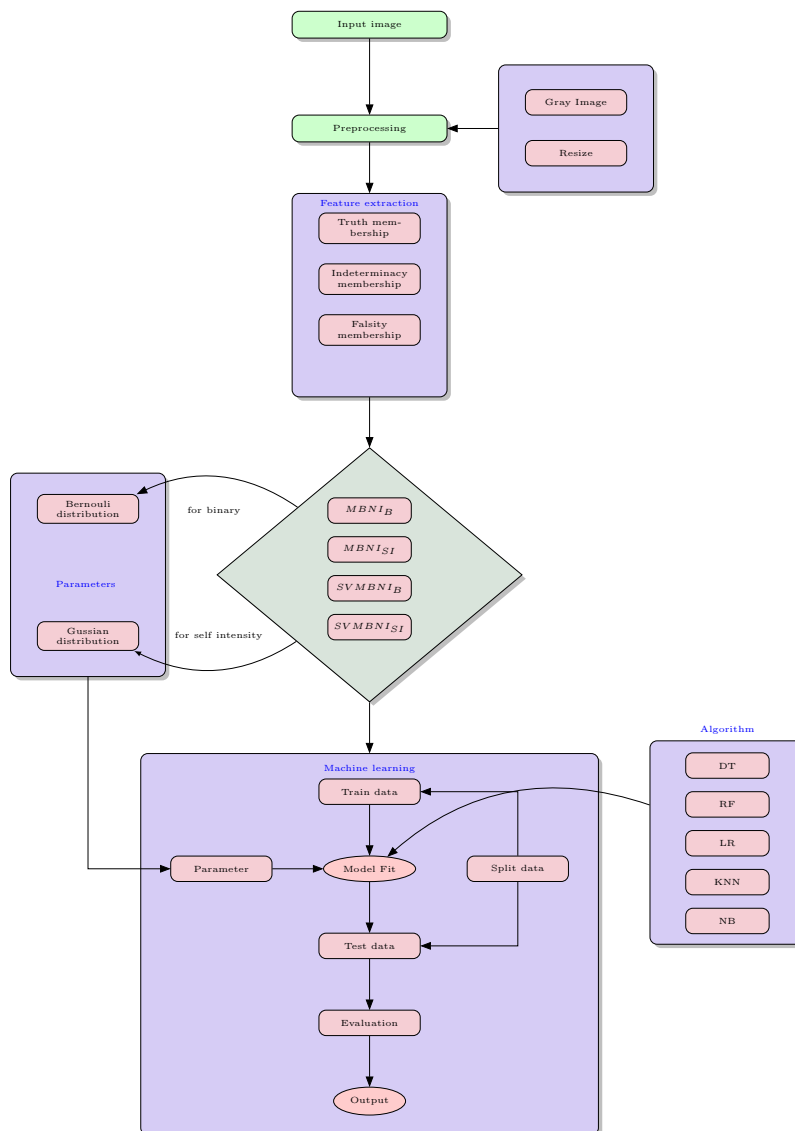 Input image
Gray Image
Preprocessing
Resize
Feature extraction
Truth mem-
bership
Indeterminacy
membership
Falsity
membership
Bernouli
distribution
for binary
Parameters
Gussian
distribution
for self intensity
MBNI_B
MBNI_SI
SVMBNI_B
SVMBNI_SI
Algorithm
DT
RF
LR
KNN
NB
Machine learning
Train data
Parameter
Model Fit
Split data
Test data
Evaluation
Output